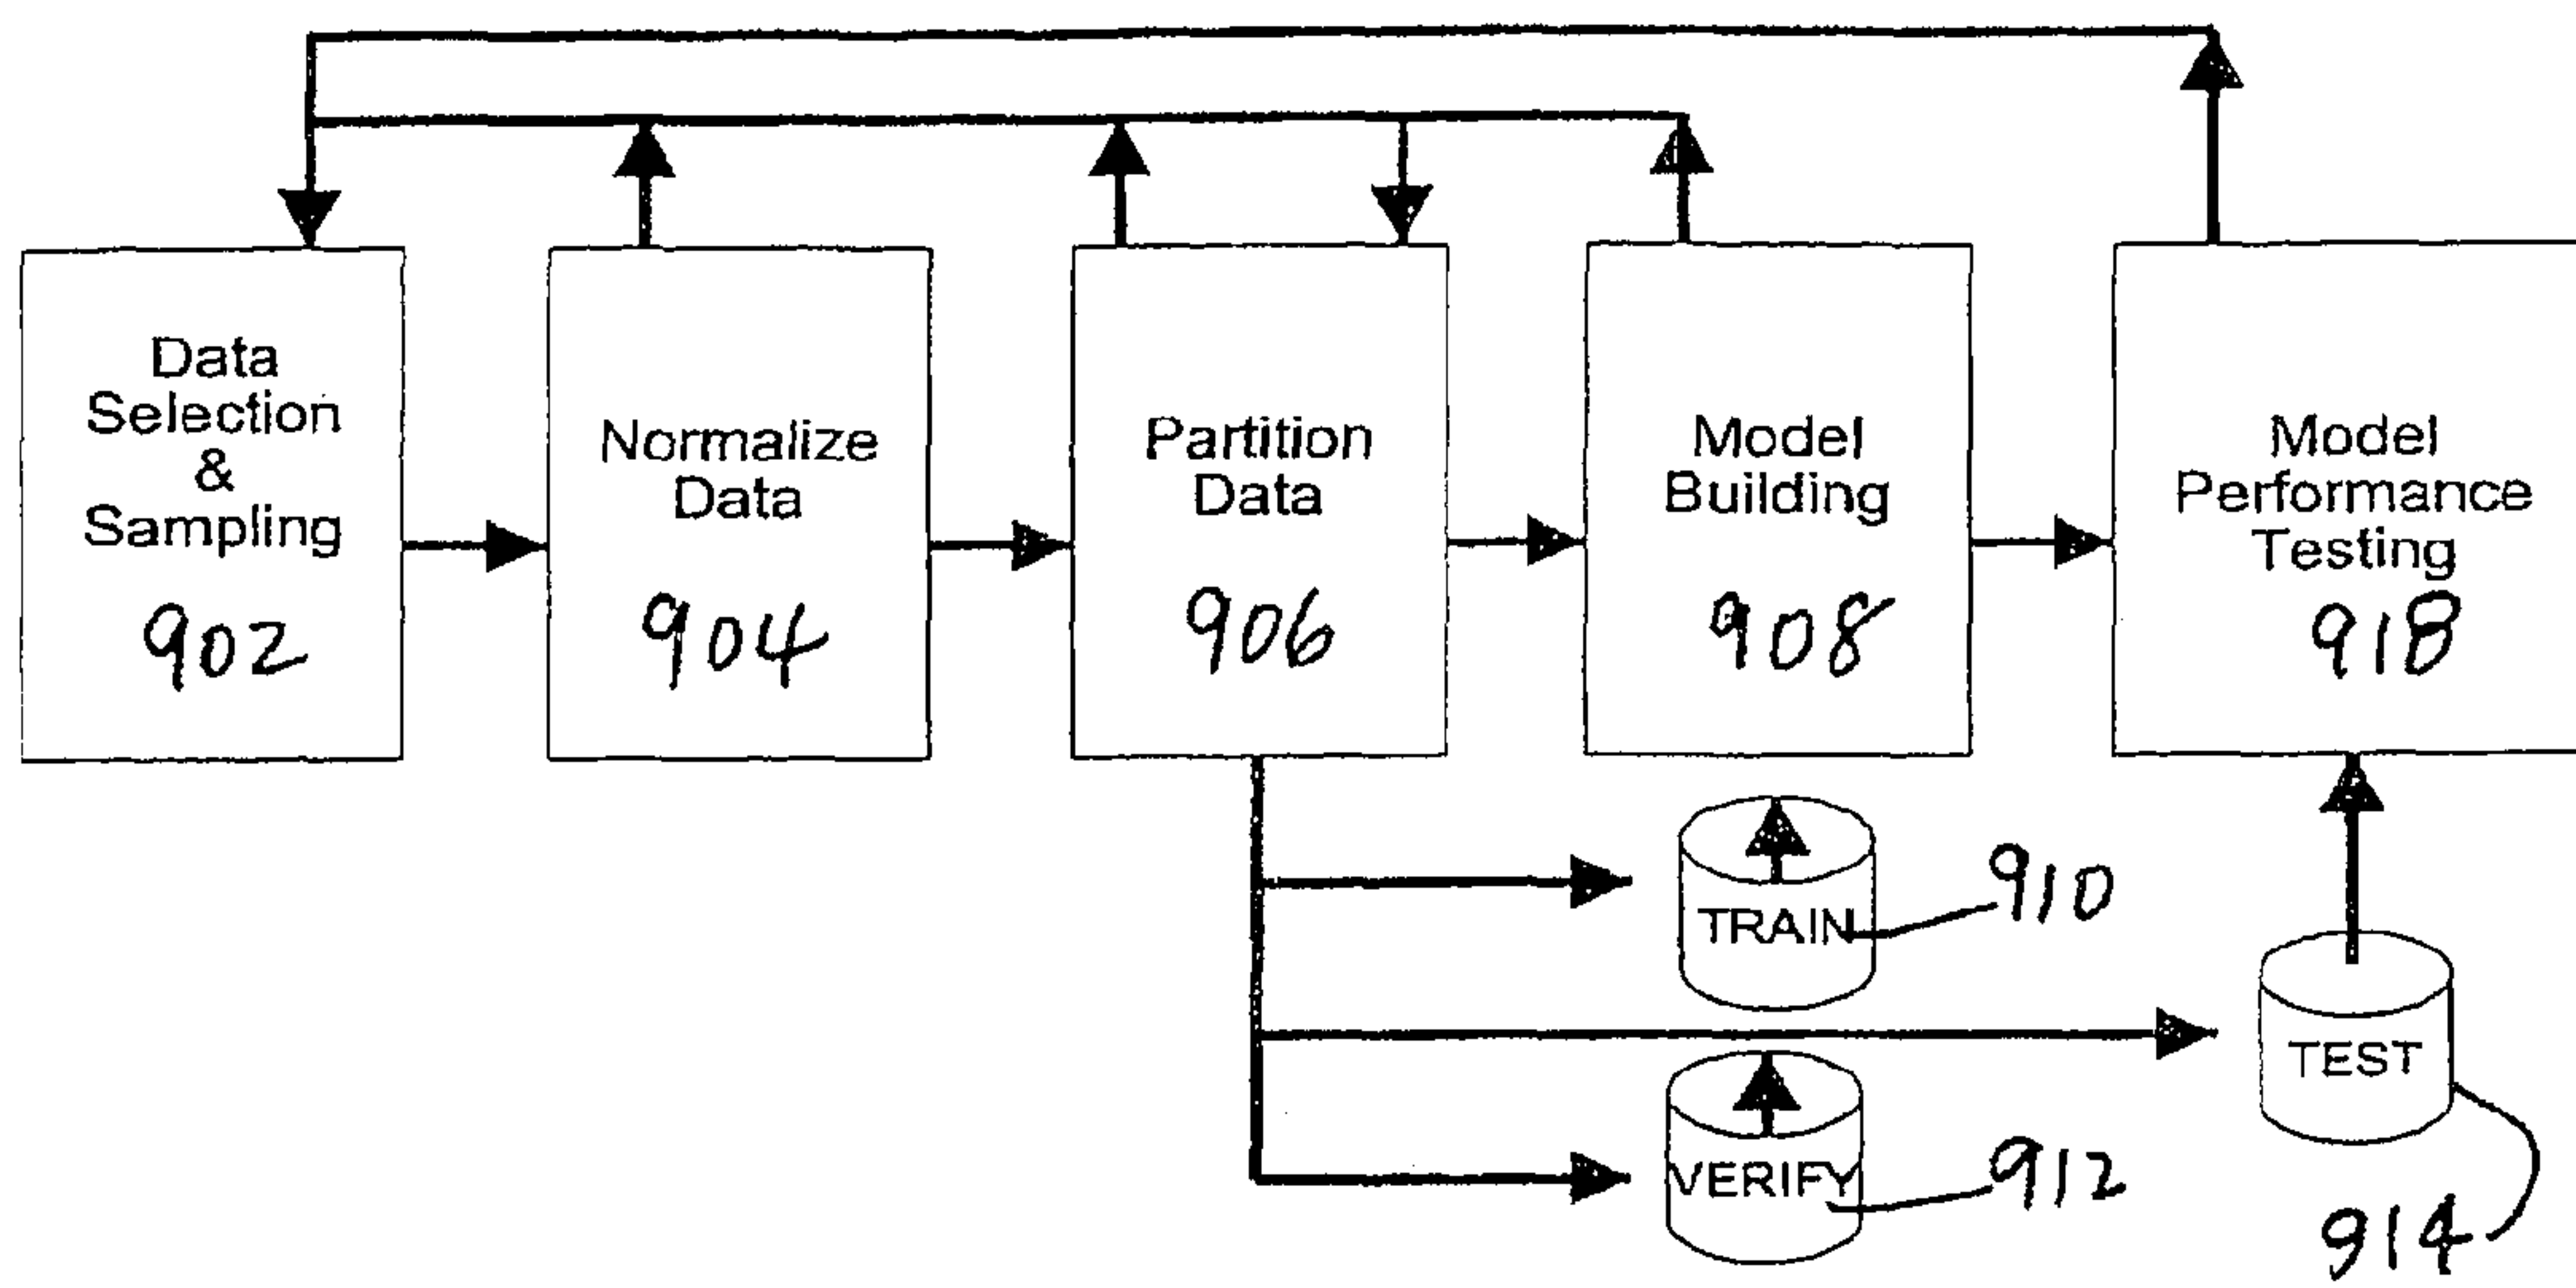 Data
Selection
&
Sampling
902
Normalize
Data
904
Partition
Data
906
Model
Building
908
Model
Performance
Testing
918
TRAIN
910
TEST
VERIFY
912
914